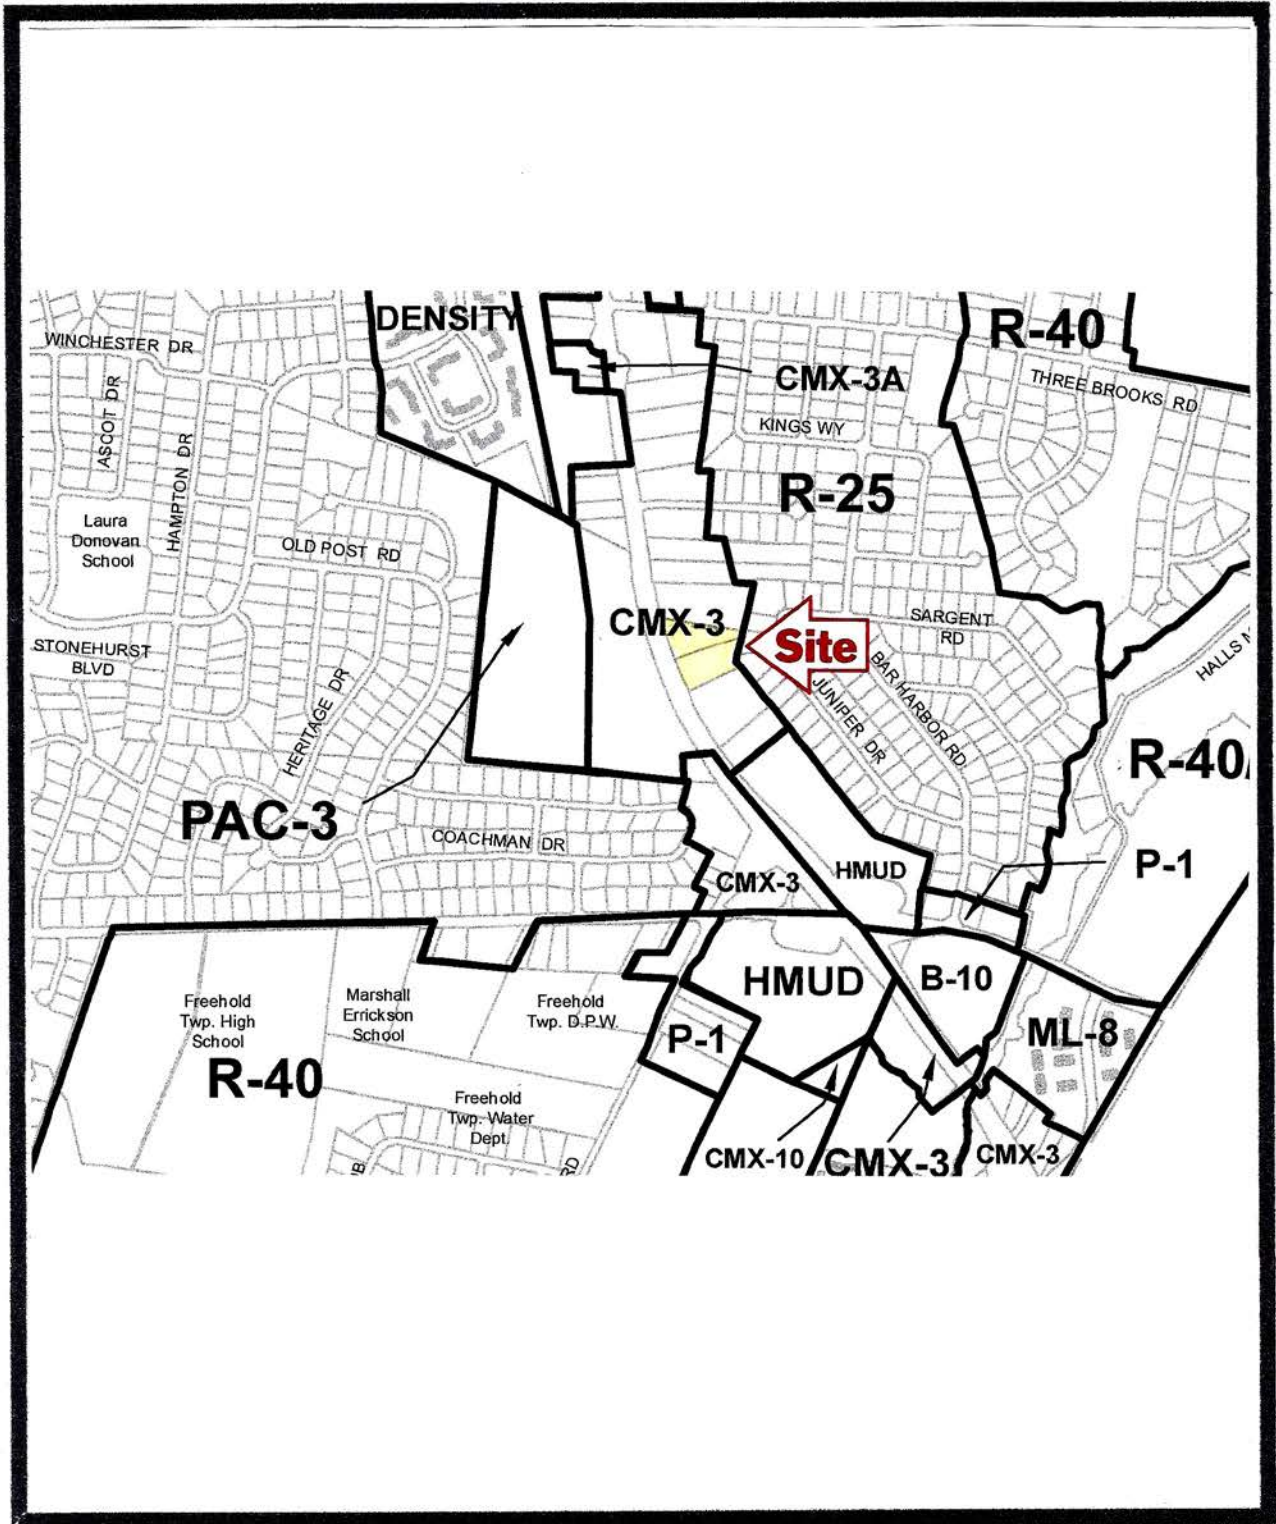 DENSITY
R-40
WINCHESTER DR
CMX-3A
THREE BROOKS RD
ASCOT DR
KINGS WY
HAMPTON DR
R-25
Laura
Donovan
School
OLD POST RD
CMX-3
Site
SARGENT
RD
STONEHURST
BLVD
HALLS
BAR HARBOR RD
JUNIPER DR
HERITAGE DR
R-40
PAC-3
COACHMAN DR
P-1
HMUD
CMX-3
HMUD
B-10
Freehold
Twp. High
School
Marshall
Errickson
School
Freehold
Twp. D.P.W.
P-1
ML-8
R-40
Freehold
Twp. Water
Dept.
CMX-10
CMX-3
CMX-3
RD